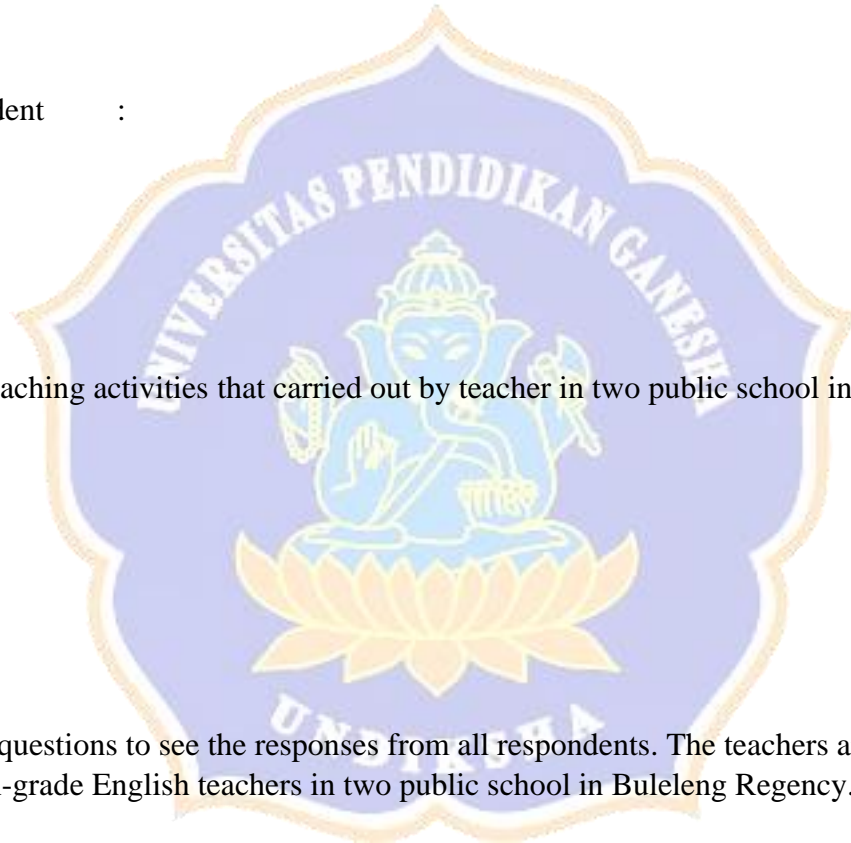 dent :
UNIVERSITAS PENDIDIKAN GANESHA
aching activities that carried out by teacher in two public school in
questions to see the responses from all respondents. The teachers a
-grade English teachers in two public school in Buleleng Regency.
UNDIKSHA